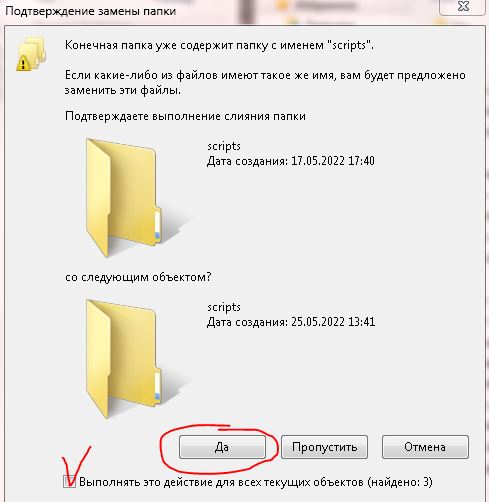 Подтверждение замены папки
Конечная папка уже содержит папку с именем "scripts".
Если какие-либо из файлов имеют такое же имя, вам будет предложено
заменить эти файлы.
Подтверждаете выполнение слияния папки
scripts
Дата создания: 17.05.2022 17:40
со следующим объектом?
scripts
Дата создания: 25.05.2022 13:41
Да
Пропустить
Отмена
Выполнять это действие для всех текущих объектов (найдено: 3)